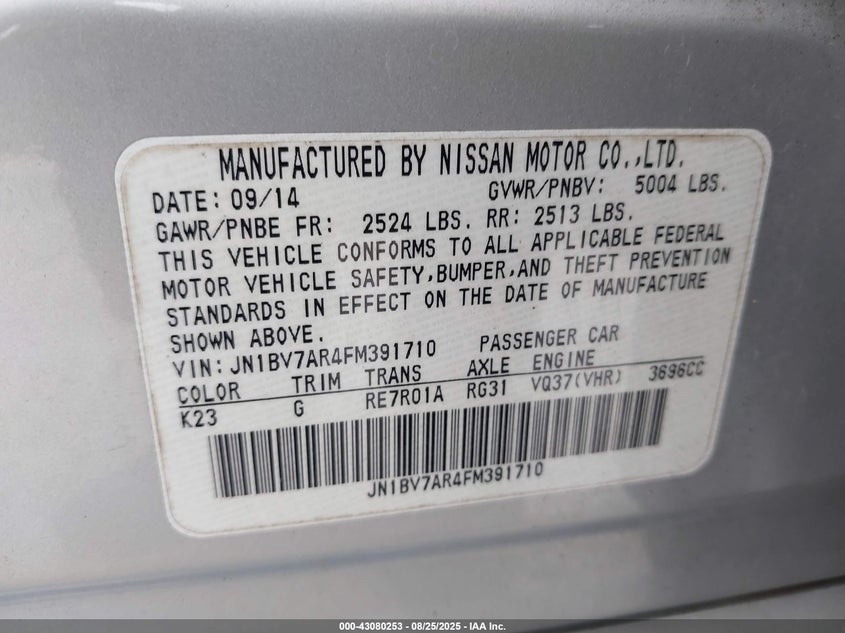 MANUFACTURED BY NISSAN MOTOR CO.,LTD.
DATE: 09/14 GVWR/PNBV: 5004 LBS.
GAWR/PNBE FR: 2524 LBS. RR: 2513 LBS.
THIS VEHICLE CONFORMS TO ALL APPLICABLE FEDERAL
MOTOR VEHICLE SAFETY,BUMPER,AND THEFT PREVENTION
STANDARDS IN EFFECT ON THE DATE OF MANUFACTURE
SHOWN ABOVE.
VIN: JN1BV7AR4FM391710 PASSENGER CAR
COLOR TRIM TRANS AXLE ENGINE
K23 G RE7R01A RG31 VQ37(VHR) 3696CC
JN1BV7AR4FM391710
000-43080253 - 08/25/2025 - IAA Inc.